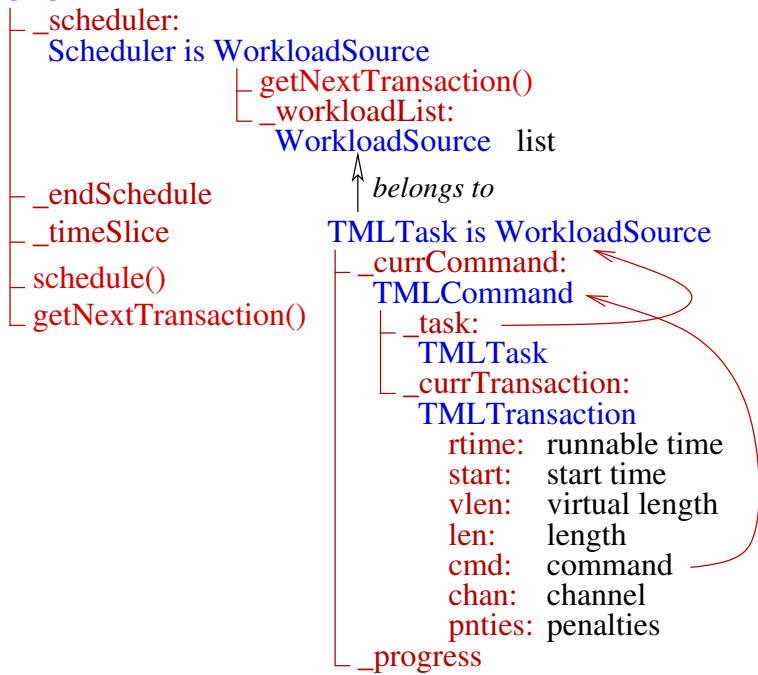 _scheduler:
Scheduler is WorkloadSource
getNextTransaction()
_workloadList:
WorkloadSource list
belongs to
_endSchedule
_timeSlice
schedule()
getNextTransaction()
TMLTask is WorkloadSource
_currCommand:
TMLCommand
_task:
TMLTask
_currTransaction:
TMLTransaction
rtime: runnable time
start: start time
vlen: virtual length
len: length
cmd: command
chan: channel
pnties: penalties
_progress